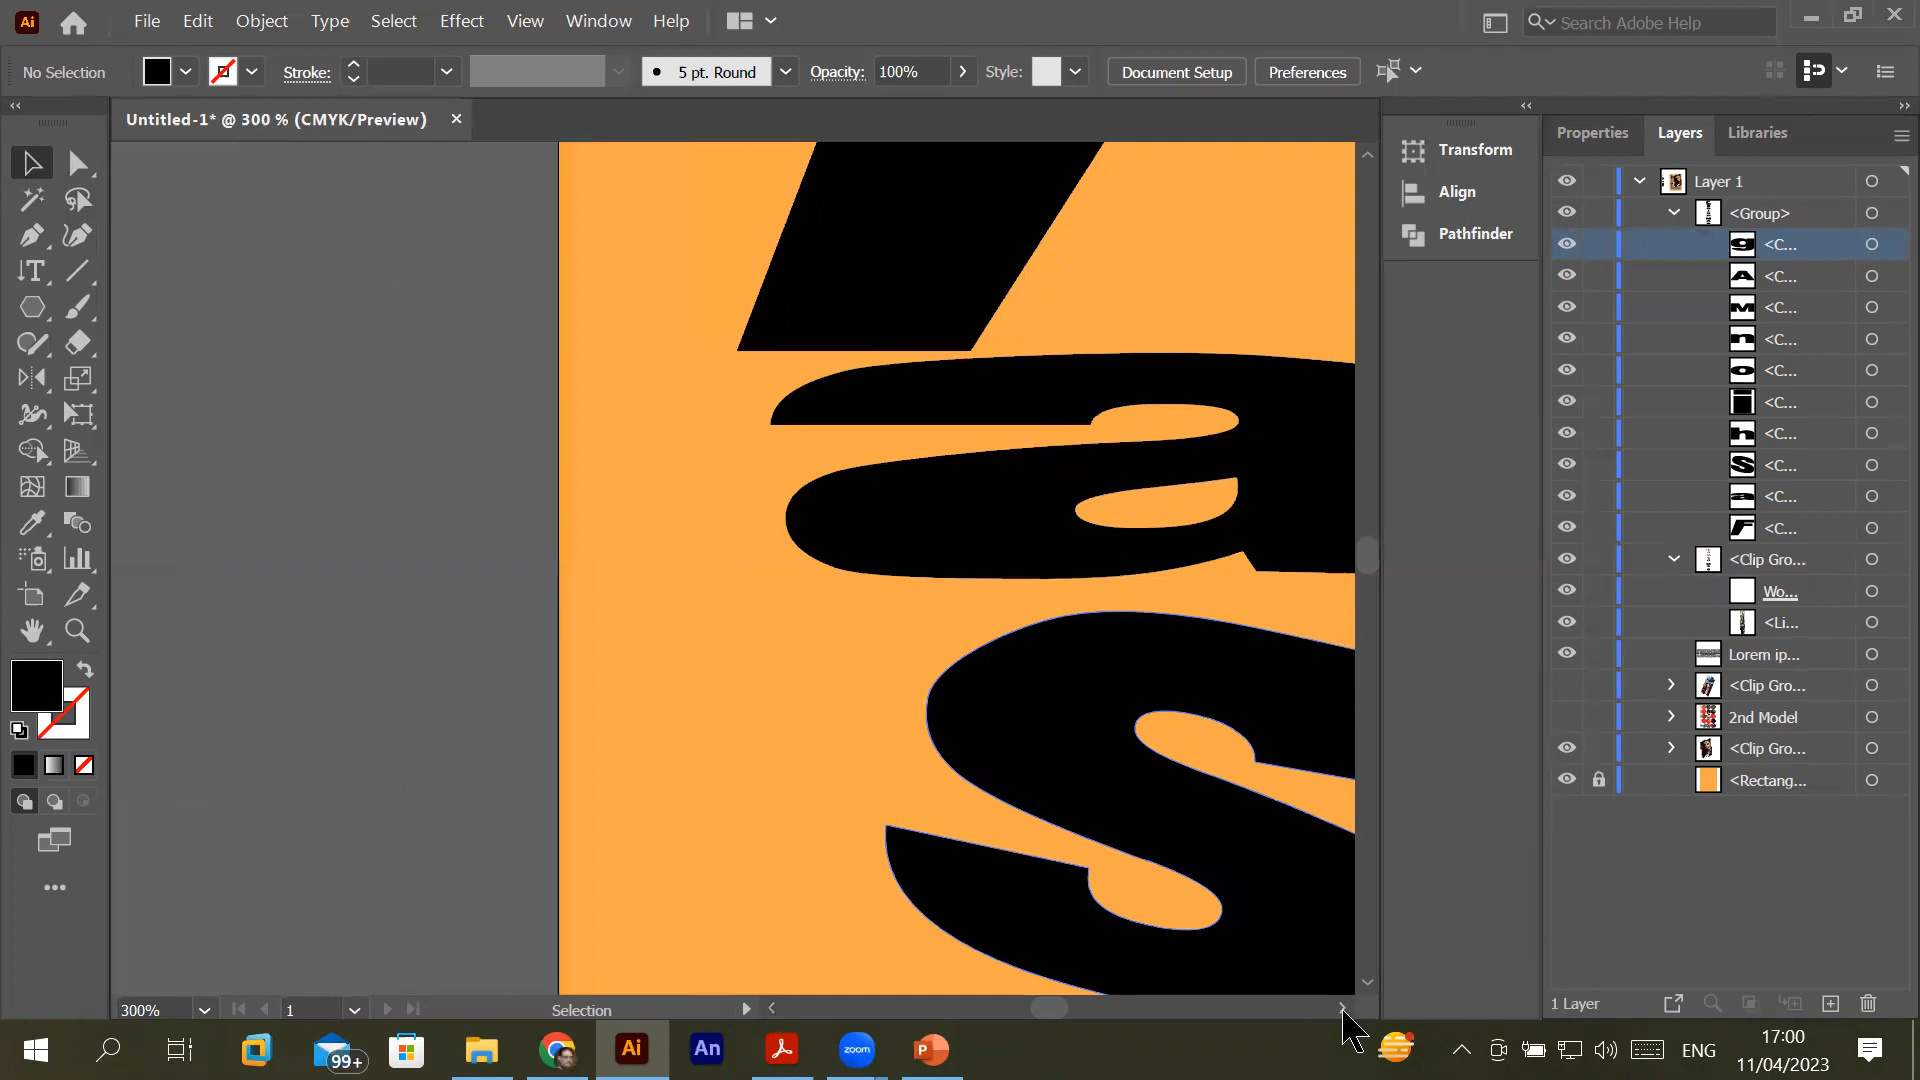 Ai File Edit Object Type Select Effect View Window Help Search Adobe Help
No Selection Stroke: 5 pt. Round Opacity: 100% Style: Document Setup Preferences
Untitled-1* @ 300 % (CMYK/Preview)
Transform
Align
Pathfinder
Properties Layers Libraries
Layer 1
<Group>
<C...
<C...
<C...
<C...
<C...
<C...
<C...
<C...
<C...
<C...
<Clip Gro...
Wo...
<Li...
Lorem ip...
<Clip Gro...
2nd Model
<Clip Gro...
<Rectang...
a
s
300% 1 Selection
1 Layer
99+ Ai An zoom P ENG
17:00
11/04/2023